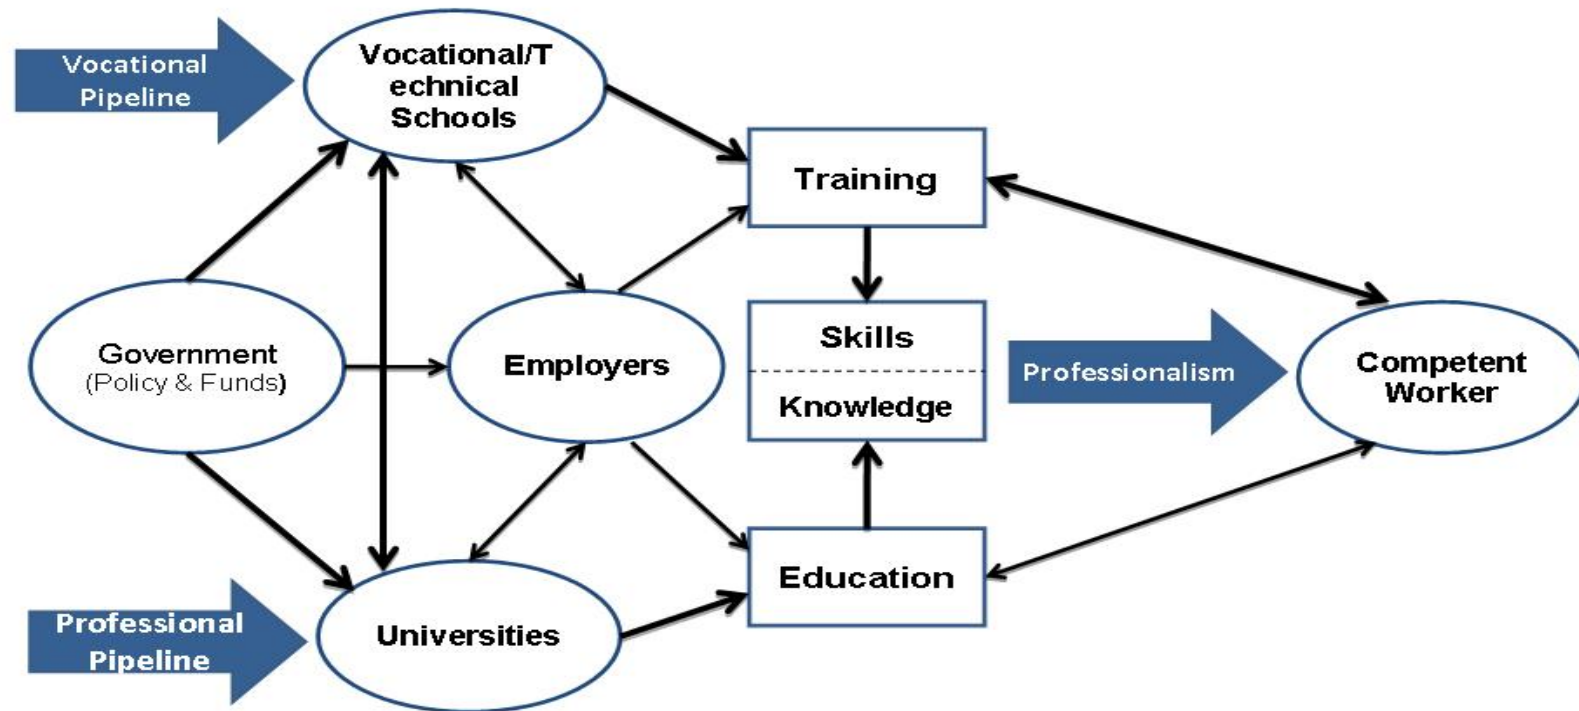 Vocational
Pipeline
Vocational/T
echnical
Schools
Training
Government
(Policy & Funds)
Employers
Skills
Knowledge
Professionalism
Competent
Worker
Education
Professional
Pipeline
Universities